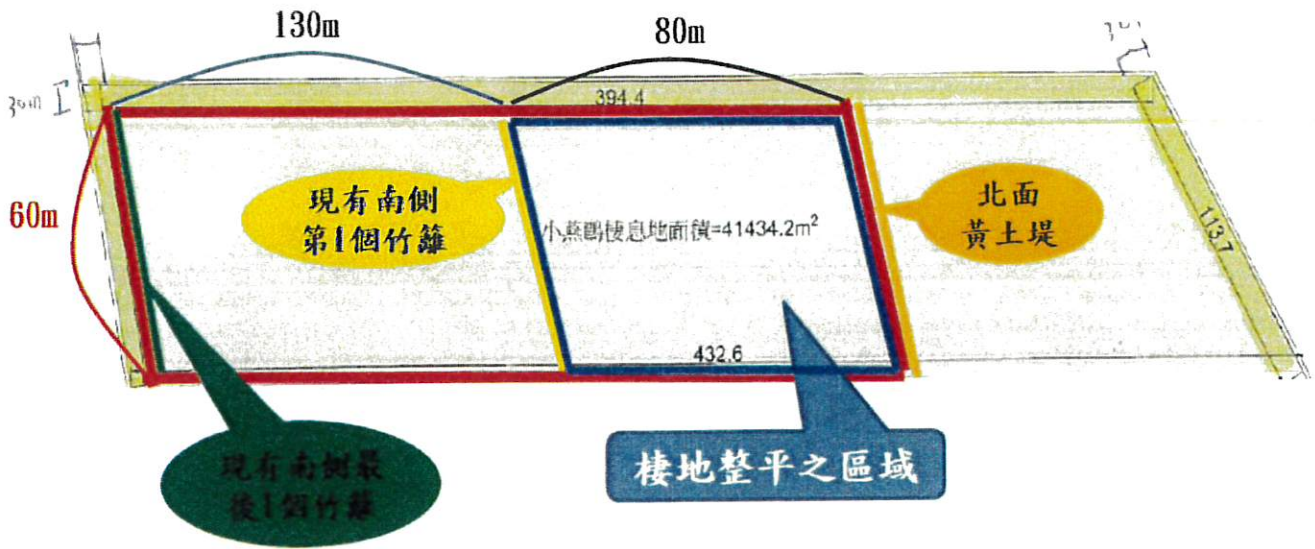 130m
80m
30m
394.4
60m
現有南側
第1個竹籬
小燕鷗棲息地面積=41434.2m²
北面
黃土堤
113.7
432.6
現有南側最
後1個竹籬
棲地整平之區域